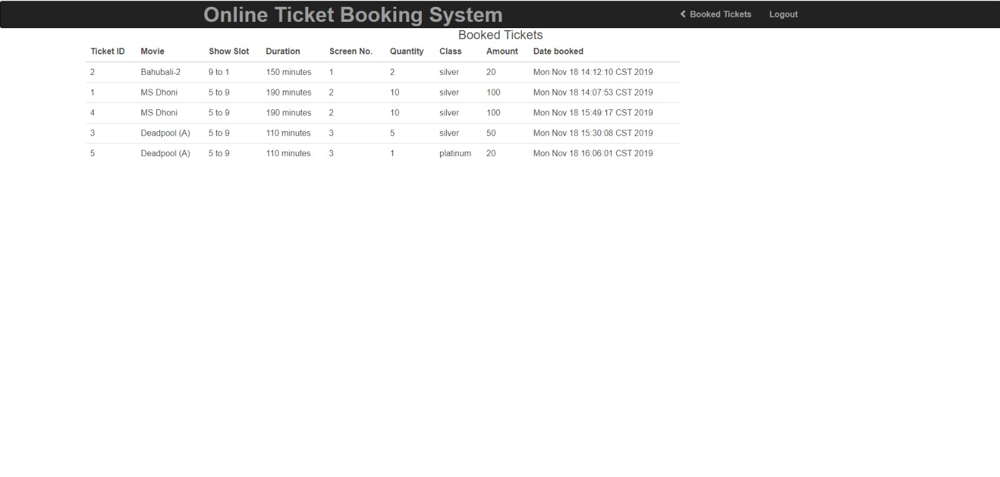 Online Ticket Booking System Booked Tickets Logout
Booked Tickets
Ticket ID Movie Show Slot Duration Screen No. Quantity Class Amount Date booked
2 Bahubali-2 9 to 1 150 minutes 1 2 silver 20 Mon Nov 18 14:12:10 CST 2019
1 MS Dhoni 5 to 9 190 minutes 2 10 silver 100 Mon Nov 18 14:07:53 CST 2019
4 MS Dhoni 5 to 9 190 minutes 2 10 silver 100 Mon Nov 18 15:49:17 CST 2019
3 Deadpool (A) 5 to 9 110 minutes 3 5 silver 50 Mon Nov 18 15:30:08 CST 2019
5 Deadpool (A) 5 to 9 110 minutes 3 1 platinum 20 Mon Nov 18 16:06:01 CST 2019